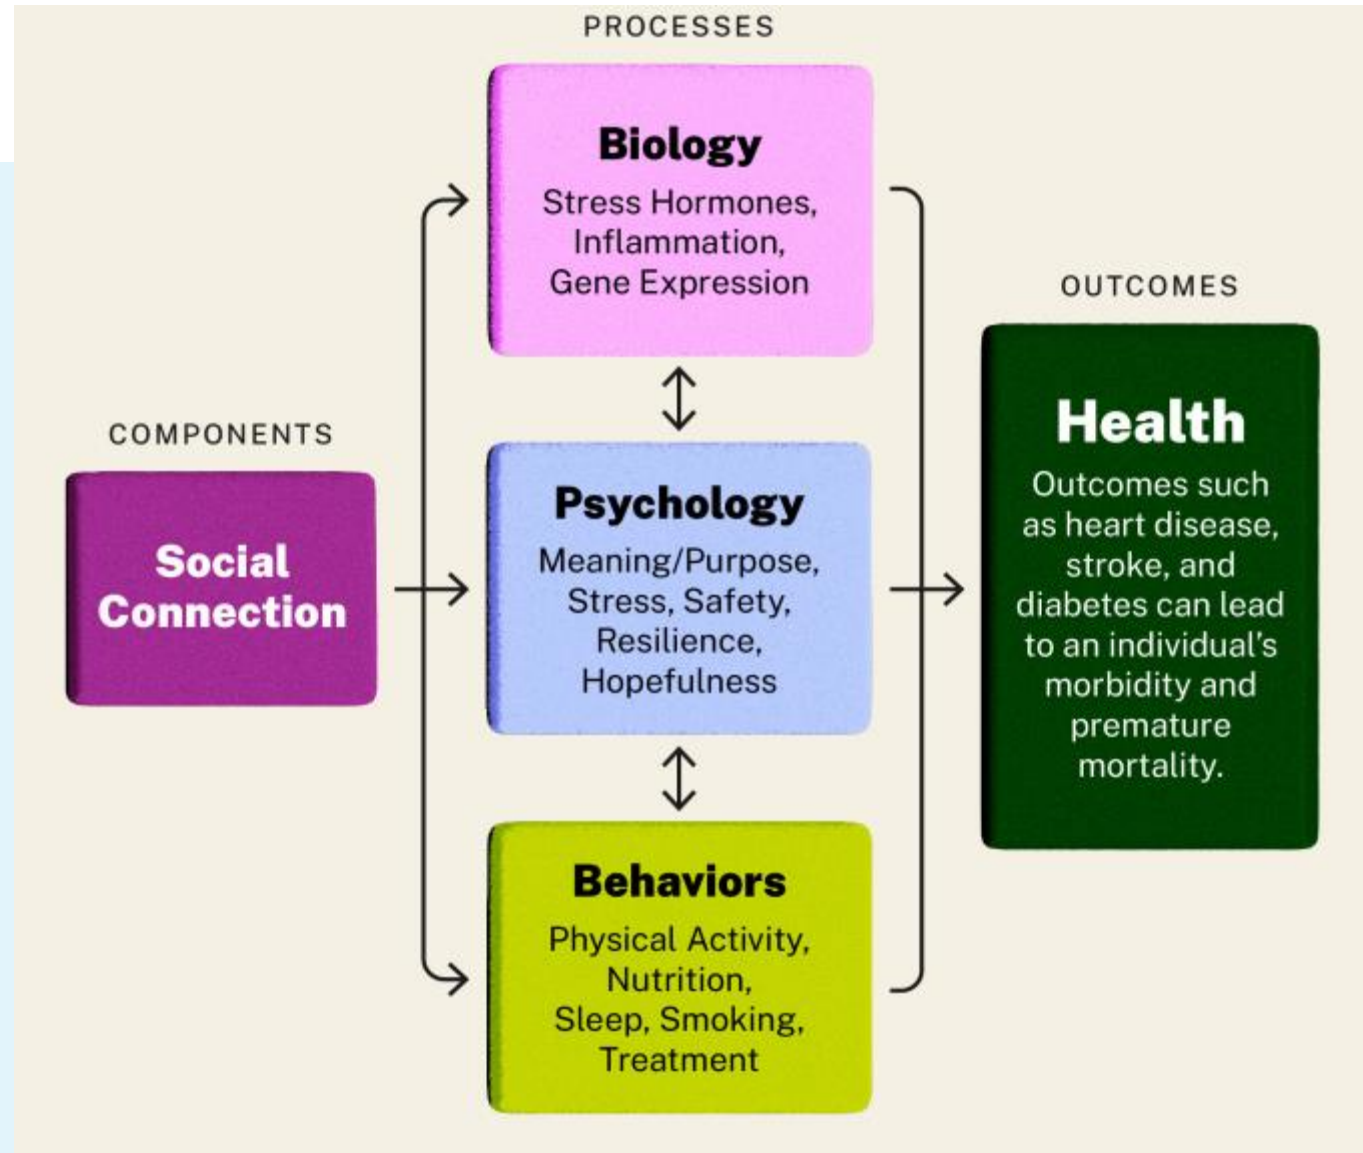 PROCESSES
Biology
Stress Hormones,
Inflammation,
Gene Expression
COMPONENTS
Social
Connection
Psychology
Meaning/Purpose,
Stress, Safety,
Resilience,
Hopefulness
Behaviors
Physical Activity,
Nutrition,
Sleep, Smoking,
Treatment
OUTCOMES
Health
Outcomes such
as heart disease,
stroke, and
diabetes can lead
to an individual’s
morbidity and
premature
mortality.